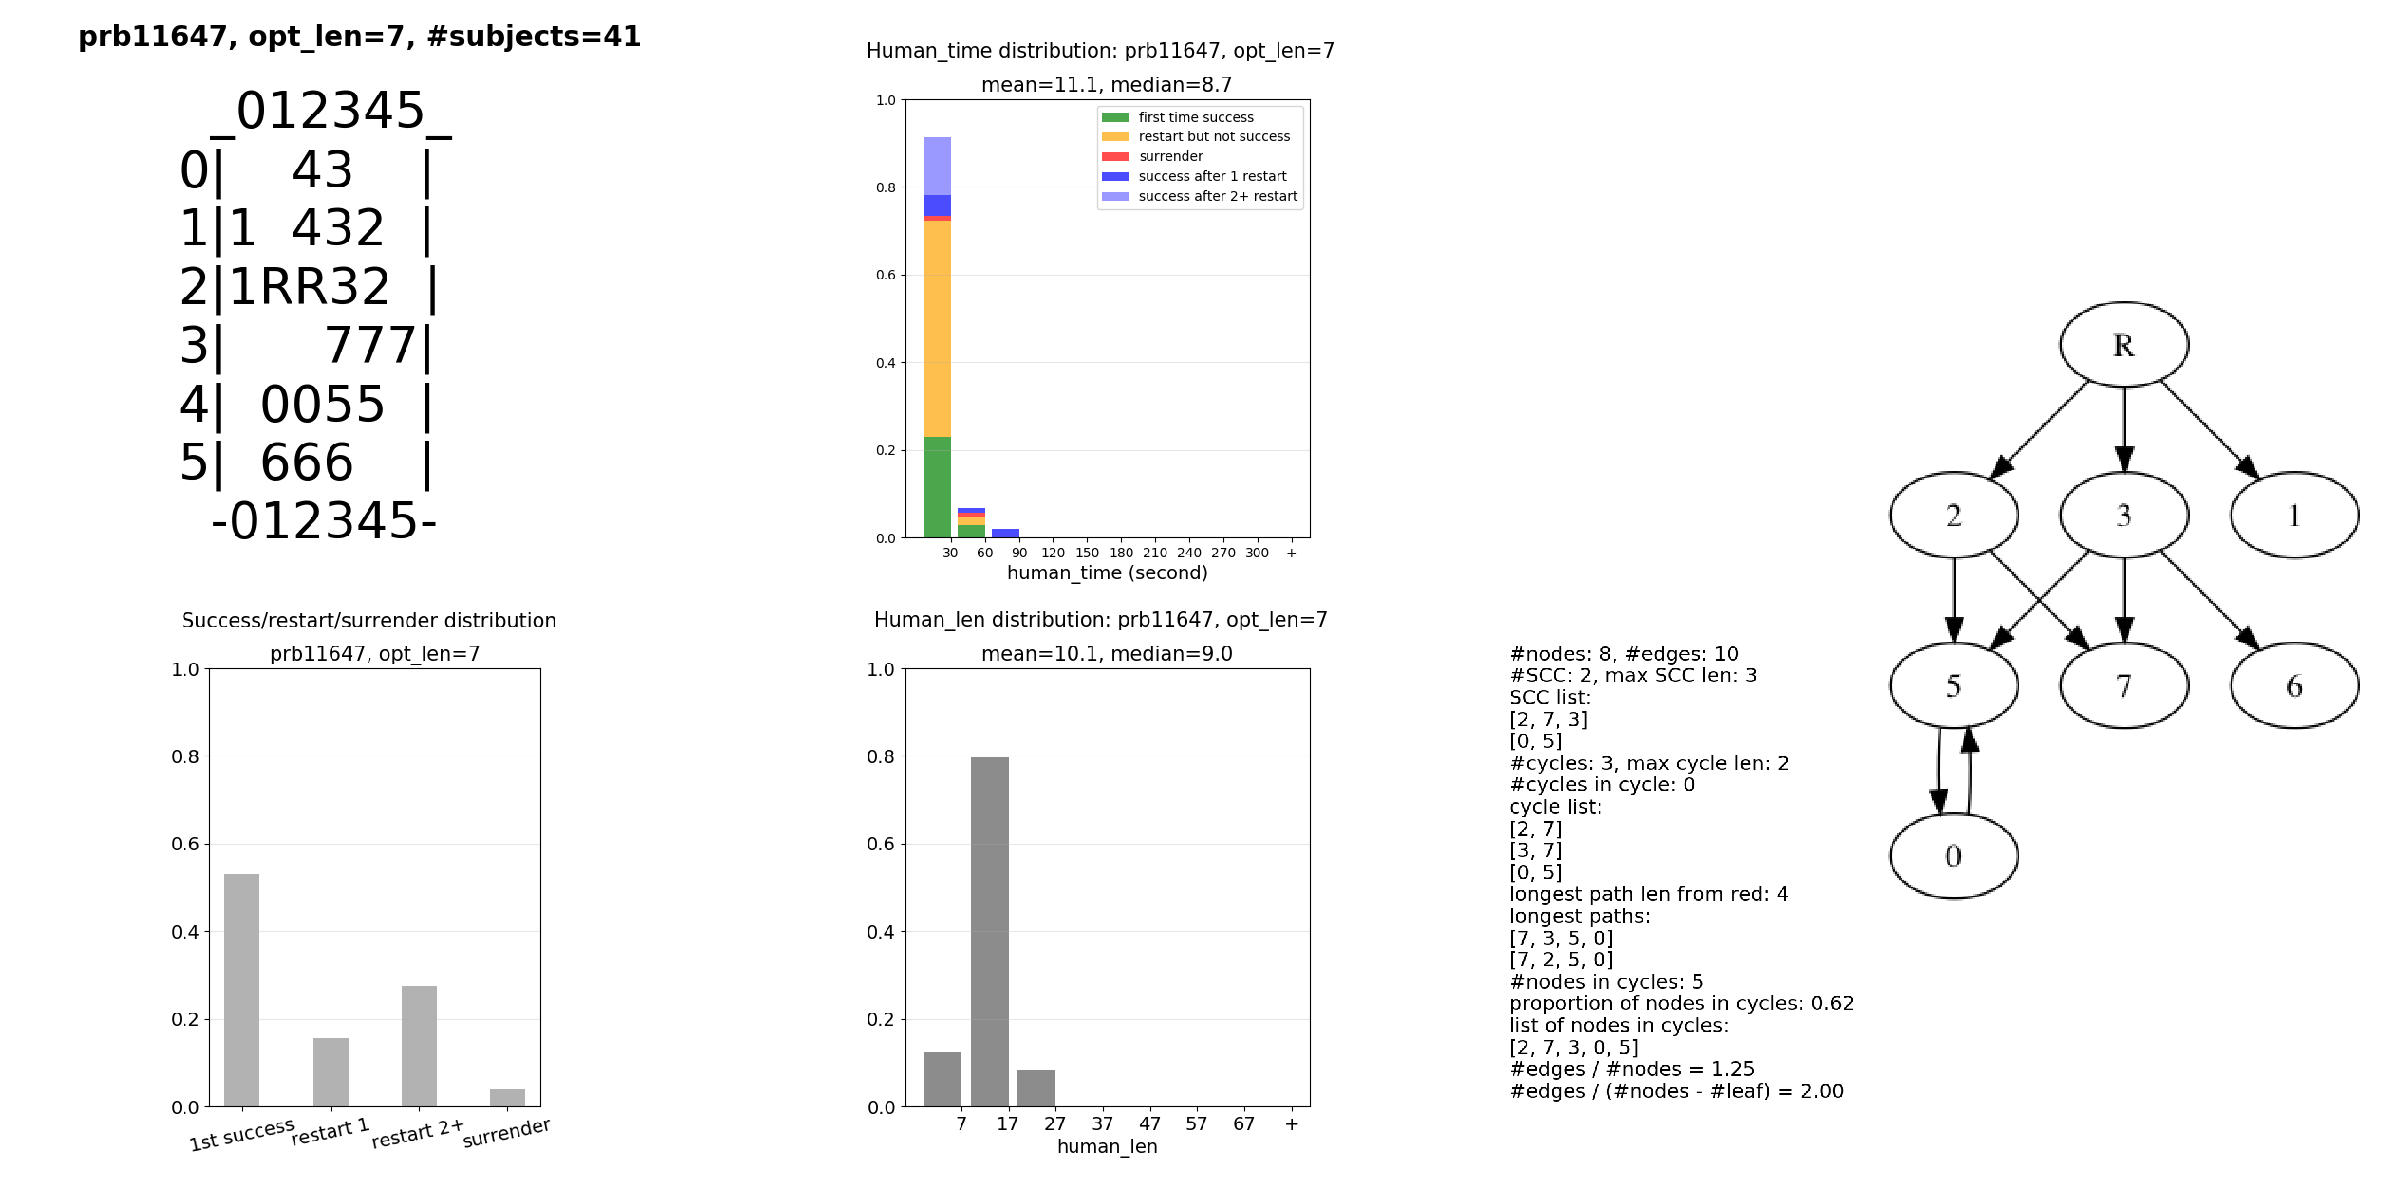 prb11647, opt_len=7, #subjects=41
_012345_
0|  43  |
1|1 432 |
2|1RR32 |
3|   777|
4| 0055 |
5| 666  |
-012345-
Human_time distribution: prb11647, opt_len=7
mean=11.1, median=8.7
1.0
0.8
0.6
0.4
0.2
0.0
first time success
restart but not success
surrender
success after 1 restart
success after 2+ restart
30 60 90 120 150 180 210 240 270 300 +
human_time (second)
Success/restart/surrender distribution
prb11647, opt_len=7
1.0
0.8
0.6
0.4
0.2
0.0
1st success restart 1 restart 2+ surrender
Human_len distribution: prb11647, opt_len=7
mean=10.1, median=9.0
1.0
0.8
0.6
0.4
0.2
0.0
7 17 27 37 47 57 67 +
human_len
#nodes: 8, #edges: 10
#SCC: 2, max SCC len: 3
SCC list:
[2, 7, 3]
[0, 5]
#cycles: 3, max cycle len: 2
#cycles in cycle: 0
cycle list:
[2, 7]
[3, 7]
[0, 5]
longest path len from red: 4
longest paths:
[7, 3, 5, 0]
[7, 2, 5, 0]
#nodes in cycles: 5
proportion of nodes in cycles: 0.62
list of nodes in cycles:
[2, 7, 3, 0, 5]
#edges / #nodes = 1.25
#edges / (#nodes - #leaf) = 2.00
R
2 3 1
5 7 6
0